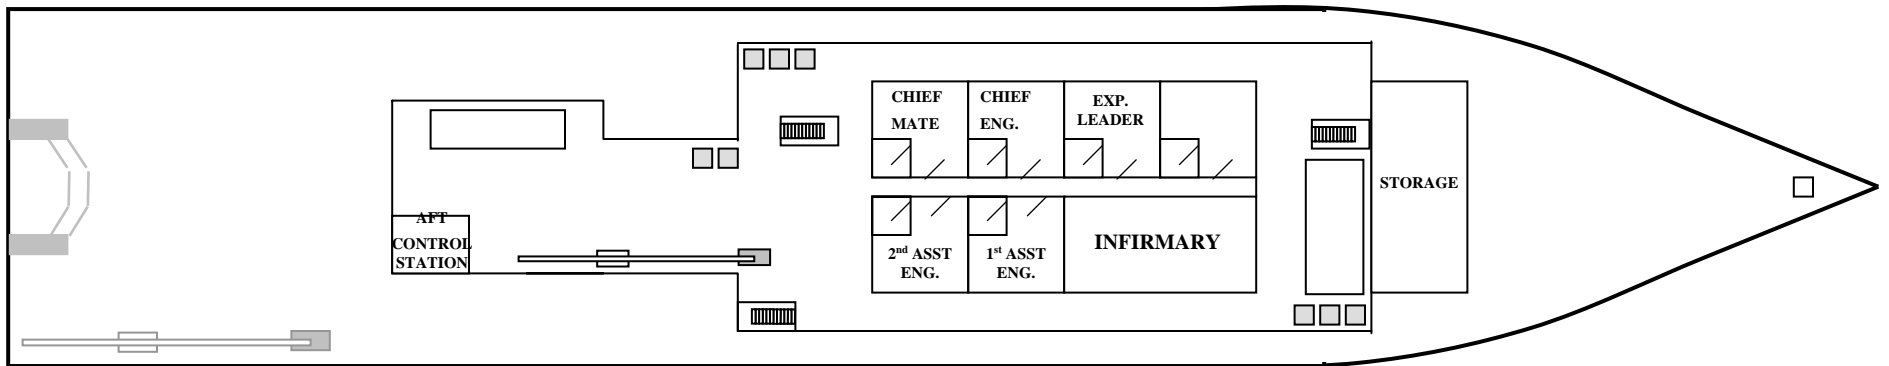 CHIEF
MATE
CHIEF
ENG.
EXP.
LEADER
STORAGE
AFT
CONTROL
STATION
2nd ASST
ENG.
1st ASST
ENG.
INFIRMARY